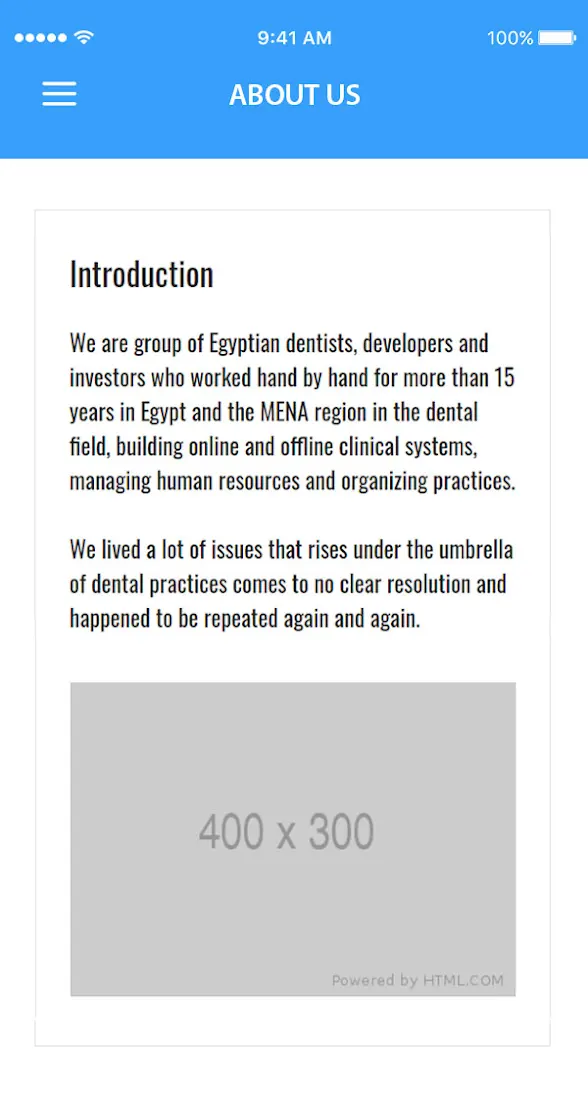 9:41 AM
100%
ABOUT US
Introduction
We are group of Egyptian dentists, developers and
investors who worked hand by hand for more than 15
years in Egypt and the MENA region in the dental
field, building online and offline clinical systems,
managing human resources and organizing practices.
We lived a lot of issues that rises under the umbrella
of dental practices comes to no clear resolution and
happened to be repeated again and again.
400 x 300
Powered by HTML.COM